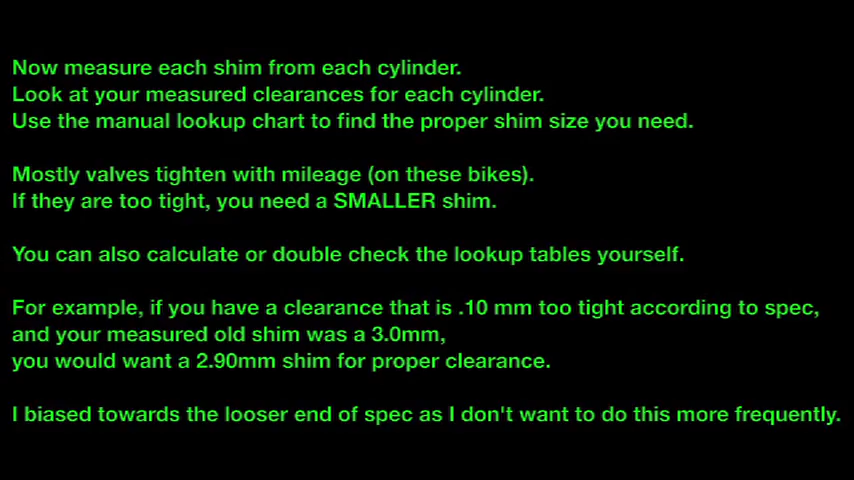 Now measure each shim from each cylinder.
Look at your measured clearances for each cylinder.
Use the manual lookup chart to find the proper shim size you need.
Mostly valves tighten with mileage (on these bikes).
If they are too tight, you need a SMALLER shim.
You can also calculate or double check the lookup tables yourself.
For example, if you have a clearance that is .10 mm too tight according to spec,
and your measured old shim was a 3.0mm,
you would want a 2.90mm shim for proper clearance.
I biased towards the looser end of spec as I don't want to do this more frequently.